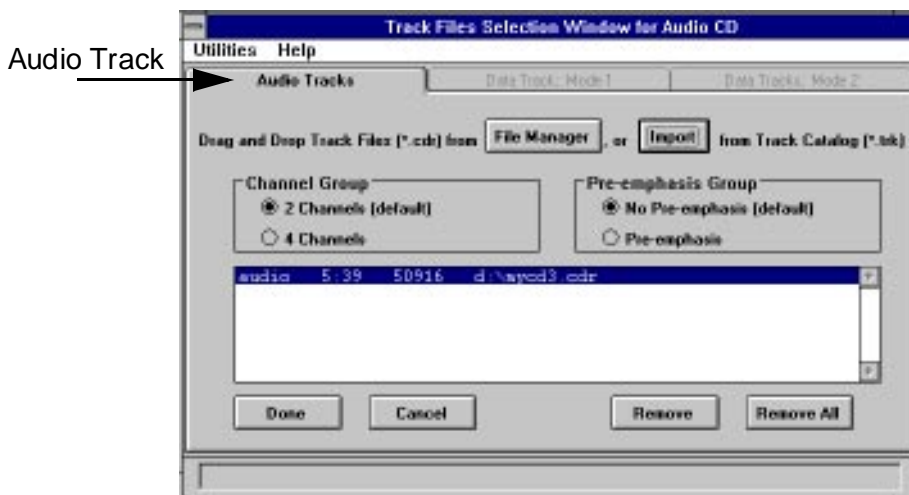 Track Files Selection Window for Audio CD
Utilities Help
Audio Track
Audio Tracks
Data Track, Mode 1
Data Tracks, Mode 2
Drag and Drop Track Files (*.cdr) from File Manager , or Import from Track Catalog (*.trk)
Channel Group
2 Channels (default)
4 Channels
Pre-emphasis Group
No Pre-emphasis (default)
Pre-emphasis
audio 5:39 50916 d:\mycd3.cdr
Done Cancel Remove Remove All